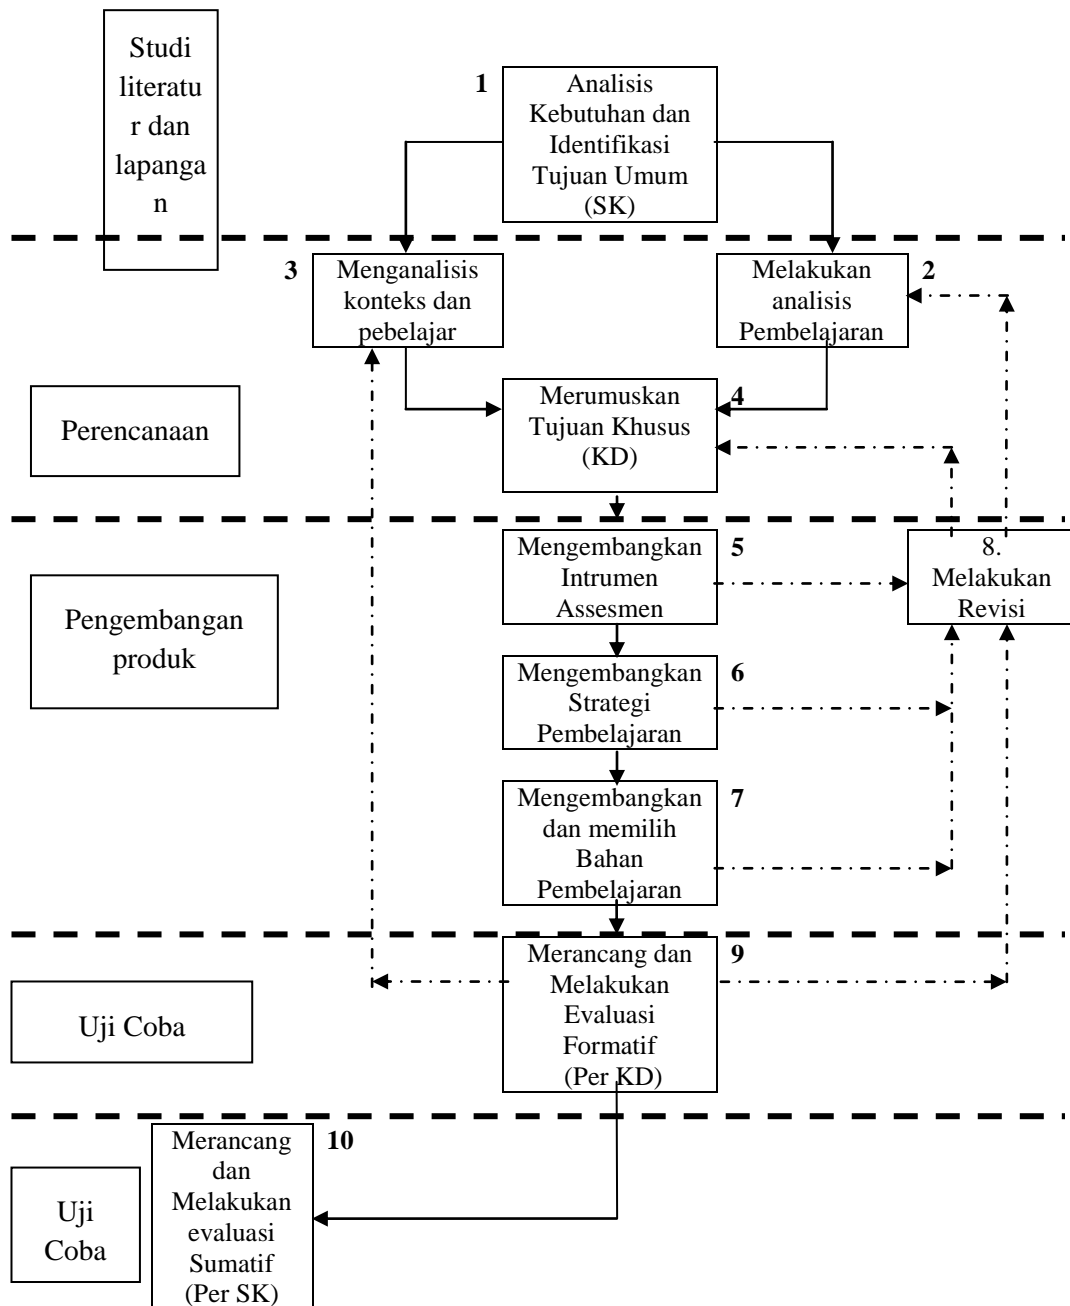 Studi
literatu
r dan
lapanga
n
1
Analisis
Kebutuhan dan
Identifikasi
Tujuan Umum
(SK)
3
Menganalisis
konteks dan
pebelajar
Melakukan
analisis
Pembelajaran
2
Perencanaan
Merumuskan
Tujuan Khusus
(KD)
4
Pengembangan
produk
Mengembangkan
Intrumen
Assesmen
5
8.
Melakukan
Revisi
Mengembangkan
Strategi
Pembelajaran
6
Mengembangkan
dan memilih
Bahan
Pembelajaran
7
Uji Coba
Merancang dan
Melakukan
Evaluasi
Formatif
(Per KD)
9
Uji
Coba
Merancang
dan
Melakukan
evaluasi
Sumatif
(Per SK)
10